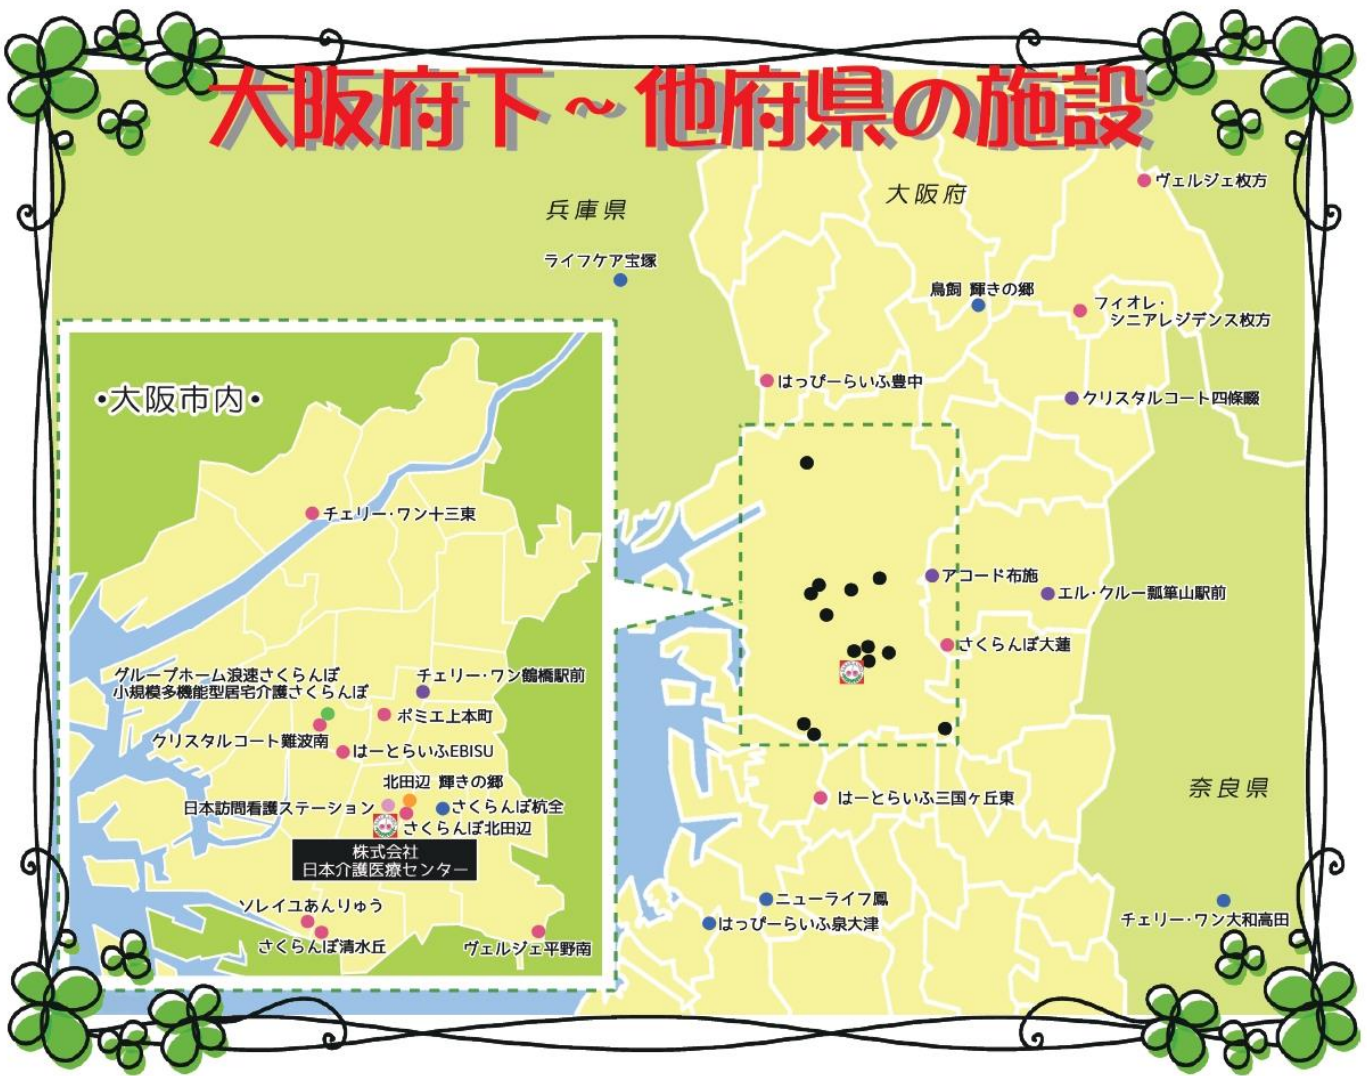 大阪府下～他府県の施設
兵庫県
大阪府
ヴェルジェ枚方
ライフケア宝塚
鳥飼 輝きの郷
フィオレ・
シニアレジデンス枚方
はっぴーらいふ豊中
クリスタルコート四條畷
・大阪市内・
チェリー・ワン十三東
アコード布施
エル・クルー瓢箪山駅前
さくらんぼ大蓮
グループホーム浪速さくらんぼ
小規模多機能型居宅介護さくらんぼ
チェリー・ワン鶴橋駅前
ポミエ上本町
クリスタルコート難波南
はーとらいふEBISU
北田辺 輝きの郷
日本訪問看護ステーション
さくらんぼ杭全
さくらんぼ北田辺
株式会社
日本介護医療センター
奈良県
はーとらいふ三国ヶ丘東
ソレイユあんりゅう
さくらんぼ清水丘
ヴェルジェ平野南
ニューライフ鳳
はっぴーらいふ泉大津
チェリー・ワン大和高田